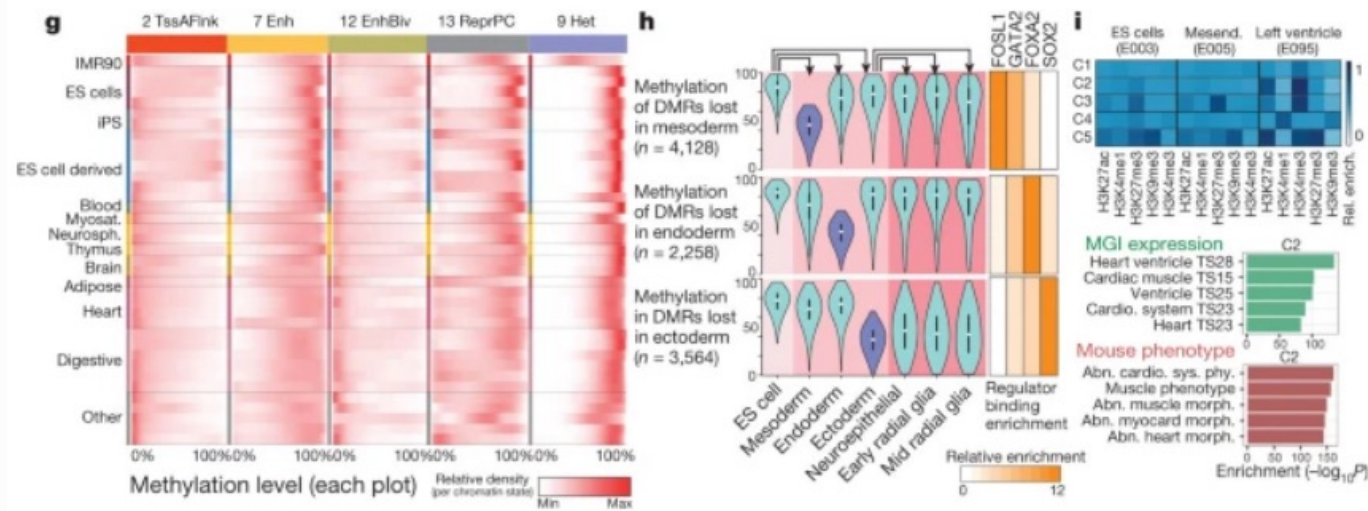 g
2 TssAFlnk 7 Enh 12 EnhBiv 13 ReprPC 9 Het
IMR90
ES cells
iPS
ES cell derived
Blood
Myosat.
Neurosph.
Thymus
Brain
Adipose
Heart
Digestive
Other
0% 100%0% 100%0% 100%0% 100%0% 100%
Methylation level (each plot)
Relative density
(per chromatin state)
Min Max
h
FOSL1
GATA2
FOXA2
SOX2
Methylation
of DMRs lost
in mesoderm
(n = 4,128)
100
50
0
Methylation
of DMRs lost
in endoderm
(n = 2,258)
100
50
0
Methylation
in DMRs lost
in ectoderm
(n = 3,564)
100
50
0
ES cell
Mesoderm
Endoderm
Ectoderm
Neuroepithelial
Early radial glia
Mid radial glia
Regulator
binding
enrichment
Relative enrichment
0 12
i
ES cells Mesend. Left ventricle
(E003) (E005) (E095)
C1
C2
C3
C4
C5
1
0
Rel. enrich.
H3K27ac
H3K4me1
H3K27me3
H3K9me3
H3K4me3
H3K27ac
H3K4me1
H3K27me3
H3K9me3
H3K4me3
H3K27ac
H3K4me1
H3K4me3
H3K27me3
H3K9me3
MGI expression
C2
Heart ventricle TS28
Cardiac muscle TS15
Ventricle TS25
Cardio. system TS23
Heart TS23
0 50 100
Mouse phenotype
C2
Abn. cardio. sys. phy.
Muscle phenotype
Abn. muscle morph.
Abn. myocard morph.
Abn. heart morph.
0 50 100 150
Enrichment (–log10P)